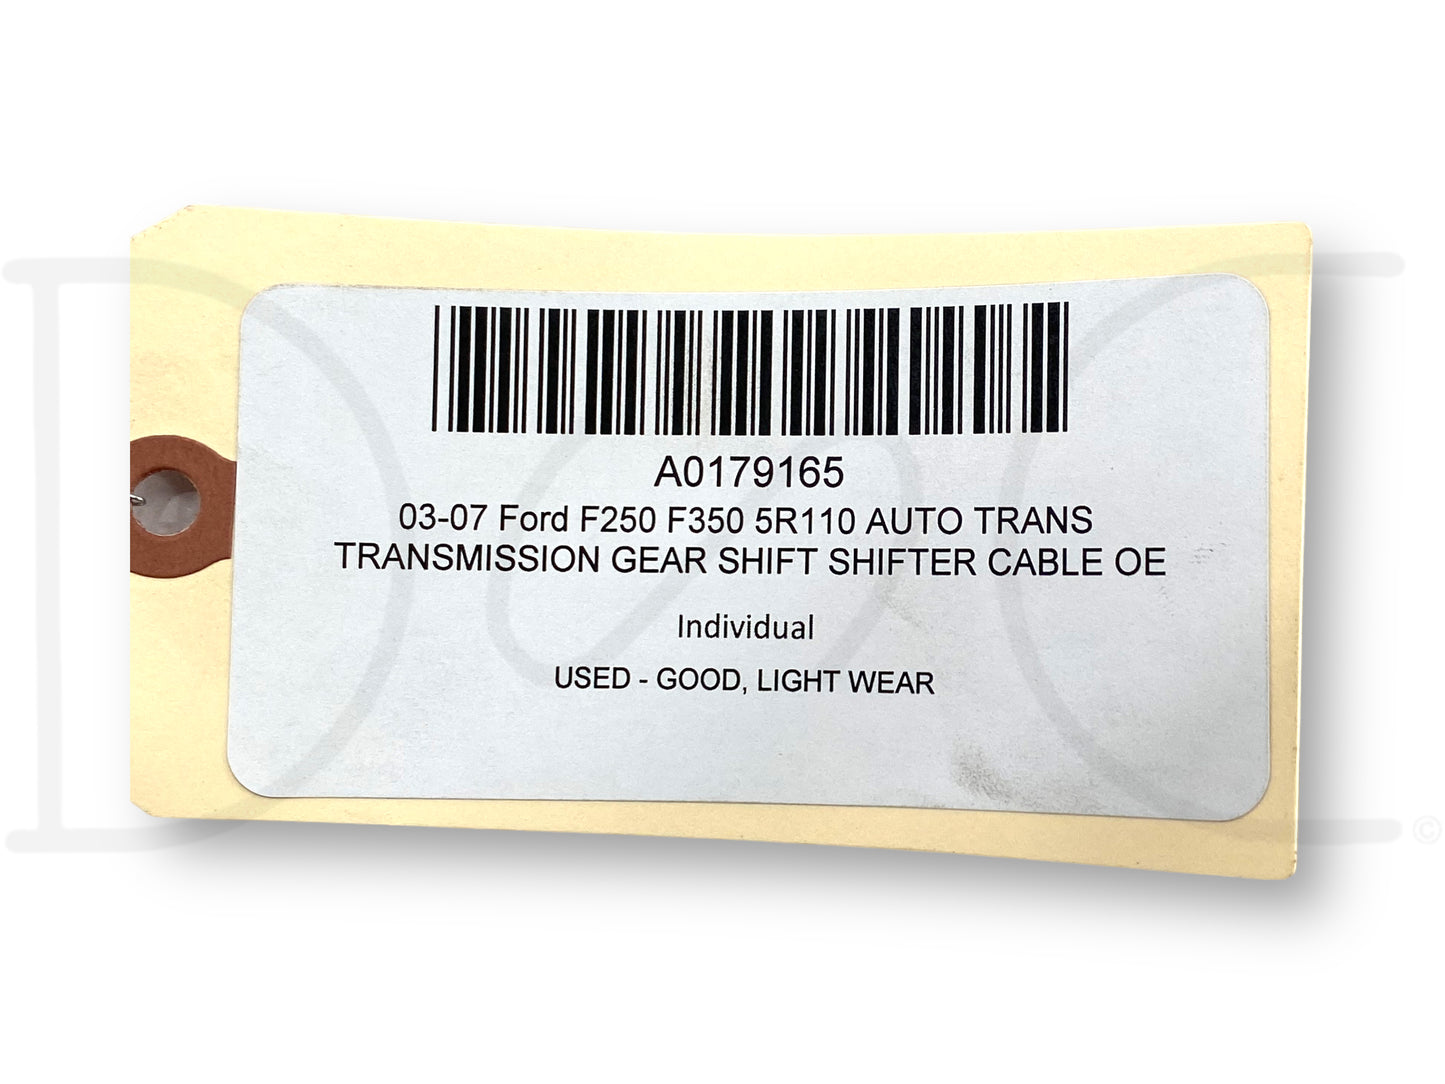 A0179165
03-07 Ford F250 F350 5R110 AUTO TRANS
TRANSMISSION GEAR SHIFT SHIFTER CABLE OE
Individual
USED - GOOD, LIGHT WEAR
©